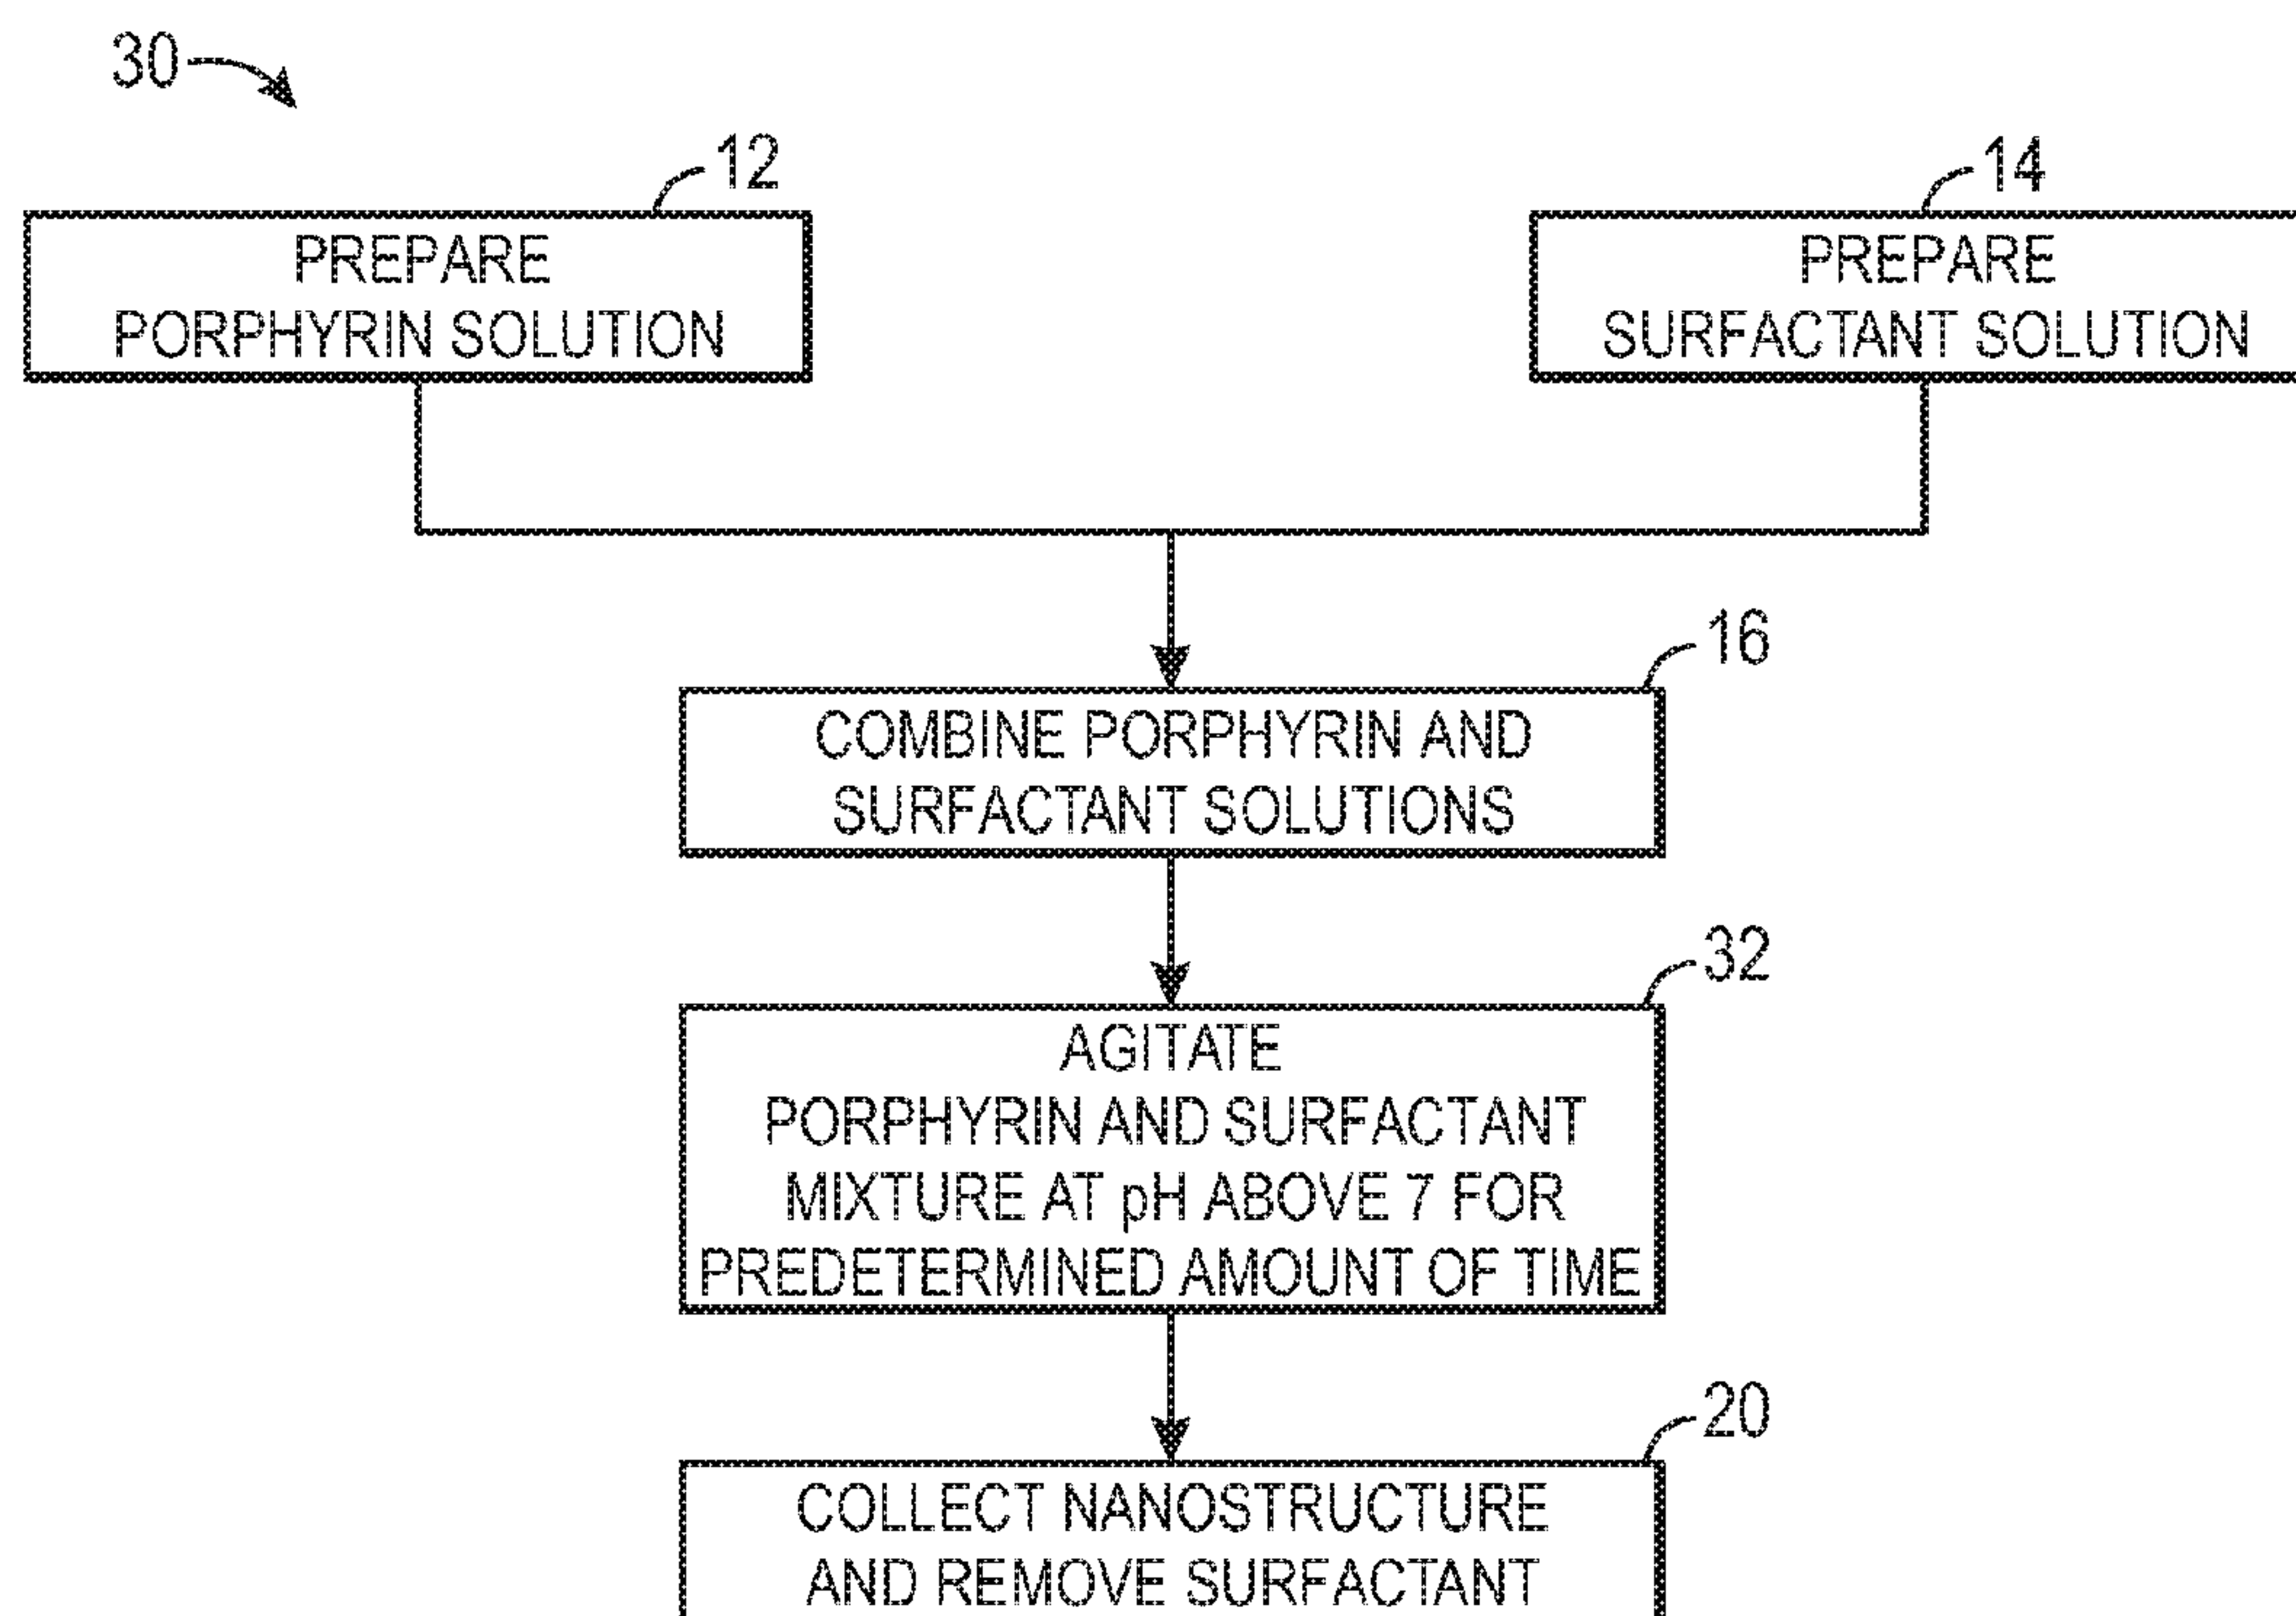 30
12
14
PREPARE
PORPHYRIN SOLUTION
PREPARE
SURFACTANT SOLUTION
16
COMBINE PORPHYRIN AND
SURFACTANT SOLUTIONS
32
AGITATE
PORPHYRIN AND SURFACTANT
MIXTURE AT pH ABOVE 7 FOR
PREDETERMINED AMOUNT OF TIME
20
COLLECT NANOSTRUCTURE
AND REMOVE SURFACTANT